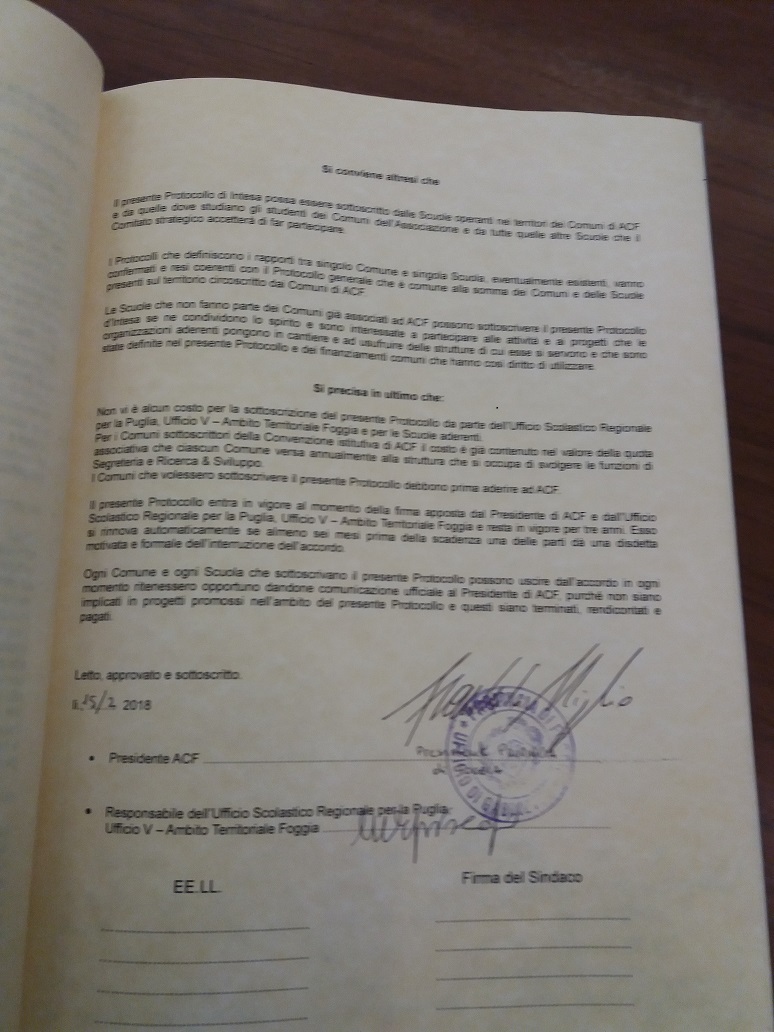 Si conviene altresì che
Il presente Protocollo di Intesa possa essere sottoscritto dalle Scuole operanti nei territori dei Comuni di ACF
e da quelle dove studiano gli studenti dei Comuni dell'Associazione e da tutte quelle altre Scuole che il
Comitato strategico accetterà di far partecipare.
I Protocolli che definiscono i rapporti tra singolo Comune e singola Scuola, eventualmente esistenti, vanno
confermati e resi coerenti con il Protocollo generale che è comune alla somma dei Comuni e delle Scuole
presenti sul territorio circoscritto dai Comuni di ACF.
Le Scuole che non fanno parte dei Comuni già associati ad ACF possono sottoscrivere il presente Protocollo
d'Intesa se ne condividono lo spirito e sono interessate a partecipare alle attività e ai progetti che le
organizzazioni aderenti pongono in cantiere e ad usufruire delle strutture di cui esse si servono e che sono
state definite nel presente Protocollo e dei finanziamenti comuni che hanno così diritto di utilizzare.
Si precisa in ultimo che:
Non vi è alcun costo per la sottoscrizione del presente Protocollo da parte dell'Ufficio Scolastico Regionale
per la Puglia, Ufficio V – Ambito Territoriale Foggia e per le Scuole aderenti.
Per i Comuni sottoscrittori della Convenzione istitutiva di ACF il costo è già contenuto nel valore della quota
associativa che ciascun Comune versa annualmente alla struttura che si occupa di svolgere le funzioni di
Segreteria e Ricerca & Sviluppo.
I Comuni che volessero sottoscrivere il presente Protocollo debbono prima aderire ad ACF.
Il presente Protocollo entra in vigore al momento della firma apposta dal Presidente di ACF e dall'Ufficio
Scolastico Regionale per la Puglia, Ufficio V – Ambito Territoriale Foggia e resta in vigore per tre anni. Esso
si rinnova automaticamente se almeno sei mesi prima della scadenza una delle parti dà una disdetta
motivata e formale dell'interruzione dell'accordo.
Ogni Comune e ogni Scuola che sottoscrivano il presente Protocollo possono uscire dall'accordo in ogni
momento ritenessero opportuno dandone comunicazione ufficiale al Presidente di ACF, purché non siano
implicati in progetti promossi nell'ambito del presente Protocollo e questi siano terminati, rendicontati e
pagati.
Letto, approvato e sottoscritto.
lì 15/2 2018
• Presidente ACF
• Responsabile dell'Ufficio Scolastico Regionale per la Puglia,
Ufficio V – Ambito Territoriale Foggia
EE.LL.
Firma del Sindaco